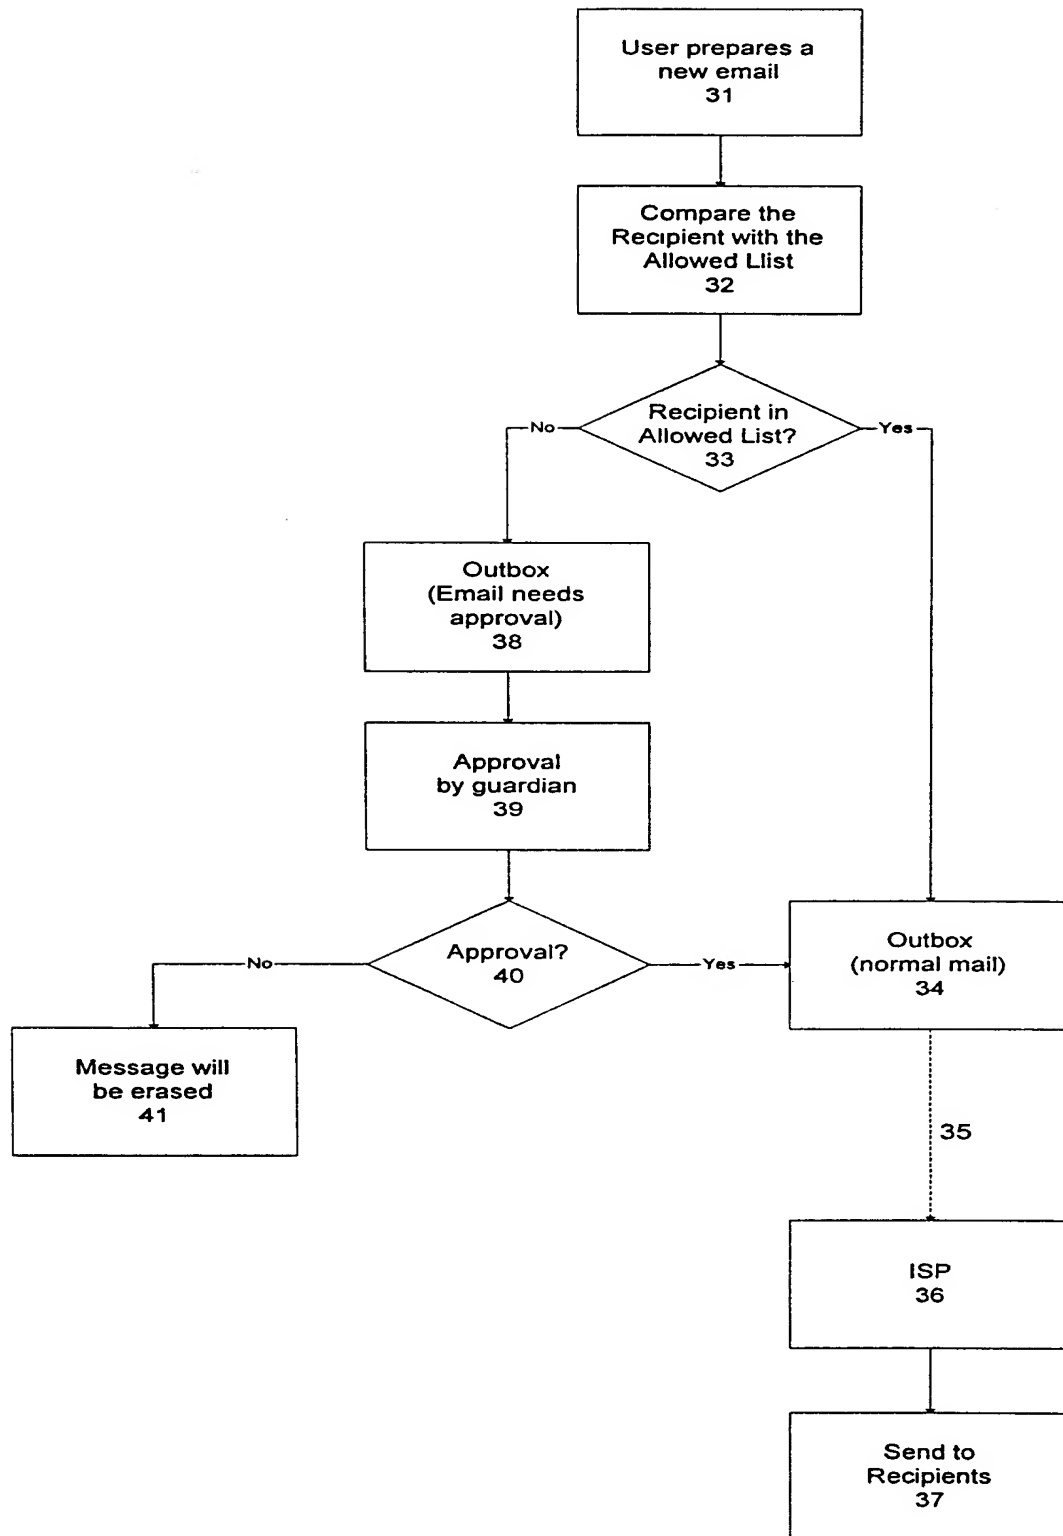 User prepares a
new email
31
Compare the
Recipient with the
Allowed Llist
32
Recipient in
Allowed List?
33
No
Yes
Outbox
(Email needs
approval)
38
Approval
by guardian
39
Approval?
40
No
Yes
Outbox
(normal mail)
34
Message will
be erased
41
35
ISP
36
Send to
Recipients
37